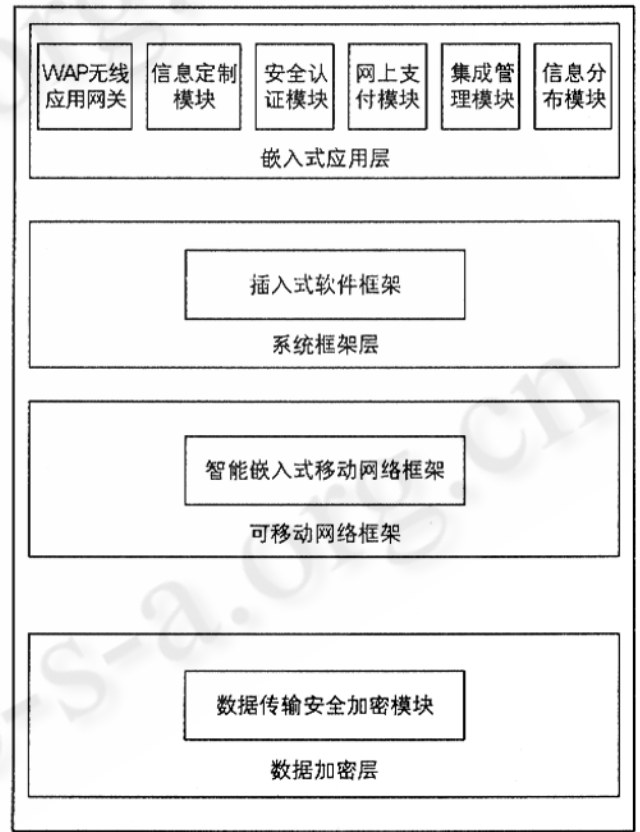 WAP无线
应用网关
信息定制
模块
安全认
证模块
网上支
付模块
集成管
理模块
信息分
布模块
嵌入式应用层
插入式软件框架
系统框架层
智能嵌入式移动网络框架
可移动网络框架
数据传输安全加密模块
数据加密层
-s-a.org.cn